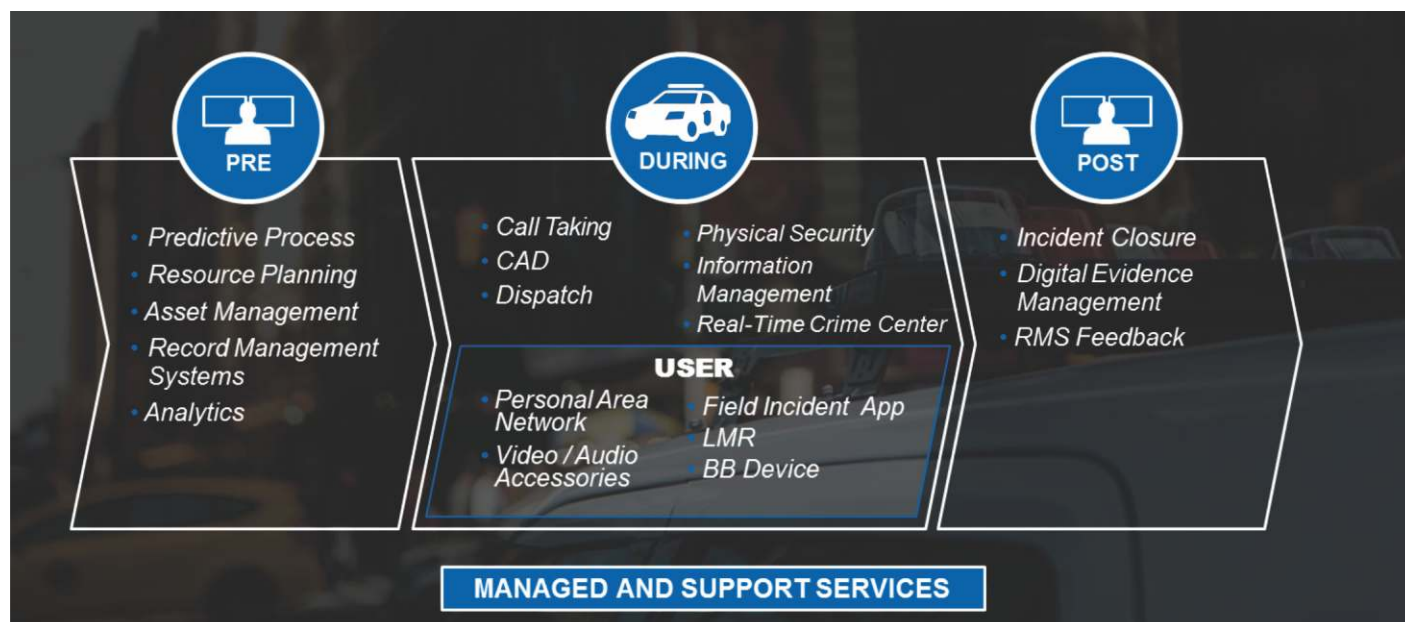 PRE
• Predictive Process
• Resource Planning
• Asset Management
• Record Management
Systems
• Analytics
DURING
• Call Taking
• CAD
• Dispatch
• Physical Security
• Information
Management
• Real-Time Crime Center
USER
• Personal Area
Network
• Video / Audio
Accessories
• Field Incident App
• LMR
• BB Device
POST
• Incident Closure
• Digital Evidence
Management
• RMS Feedback
MANAGED AND SUPPORT SERVICES